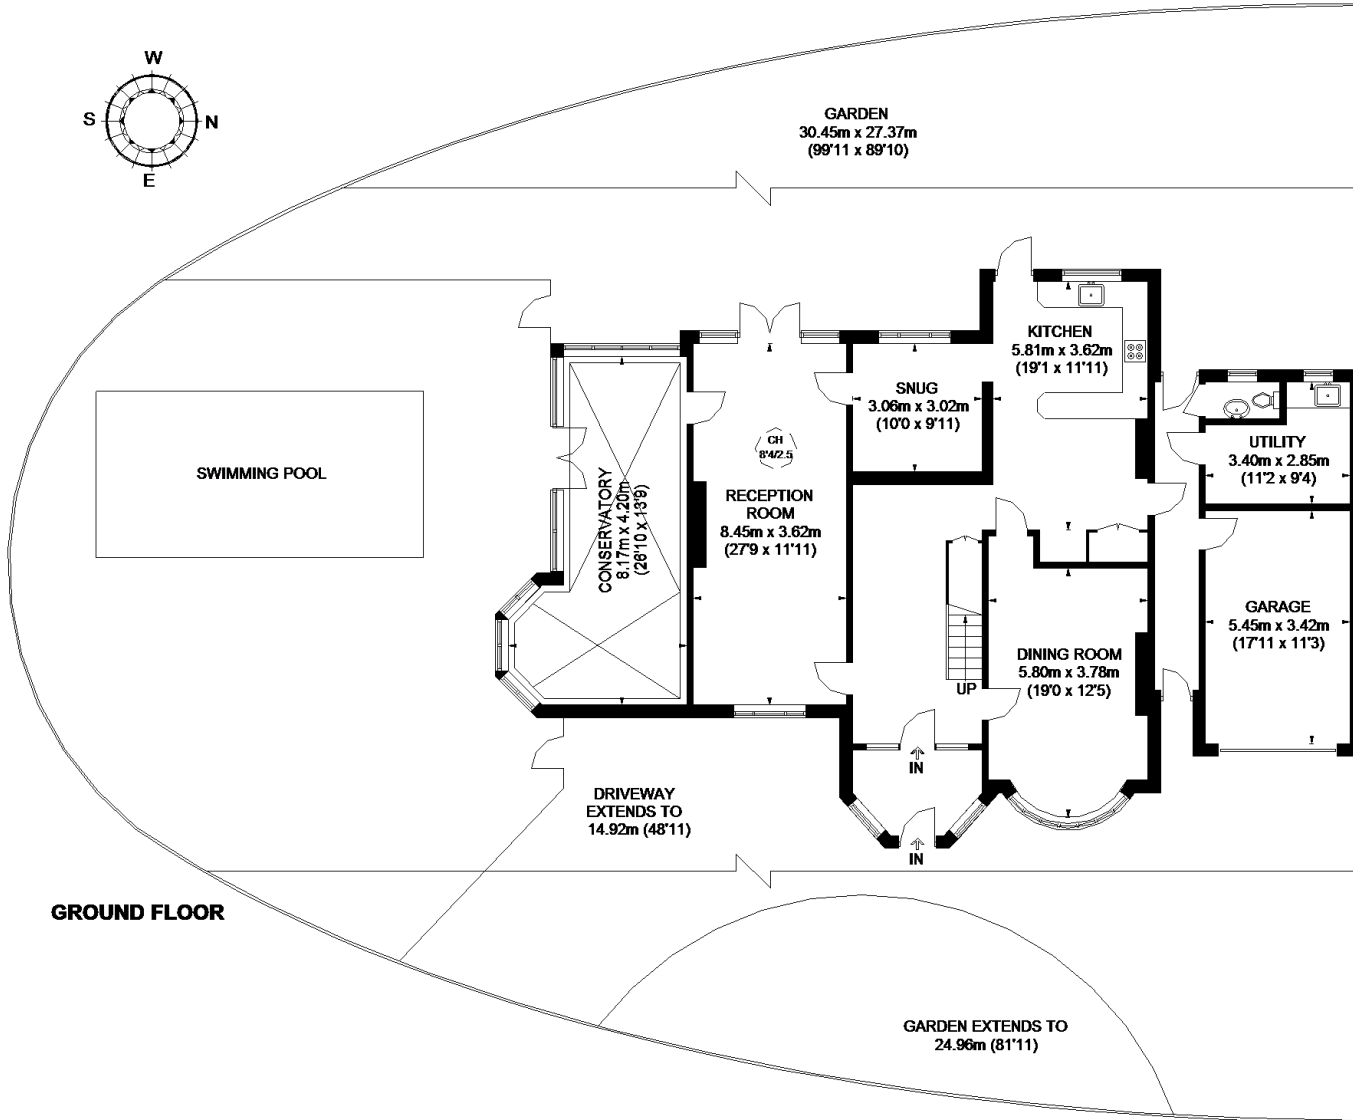 W
S
N
E
GARDEN
30.45m x 27.37m
(99'11 x 89'10)
KITCHEN
5.81m x 3.62m
(19'1 x 11'11)
SNUG
3.06m x 3.02m
(10'0 x 9'11)
CH
8'4/2.5
UTILITY
3.40m x 2.85m
(11'2 x 9'4)
SWIMMING POOL
CONSERVATORY
8.17m x 4.20m
(26'10 x 13'9)
RECEPTION
ROOM
8.45m x 3.62m
(27'9 x 11'11)
GARAGE
5.45m x 3.42m
(17'11 x 11'3)
DINING ROOM
5.80m x 3.78m
(19'0 x 12'5)
UP
IN
DRIVEWAY
EXTENDS TO
14.92m (48'11)
IN
GROUND FLOOR
GARDEN EXTENDS TO
24.96m (81'11)